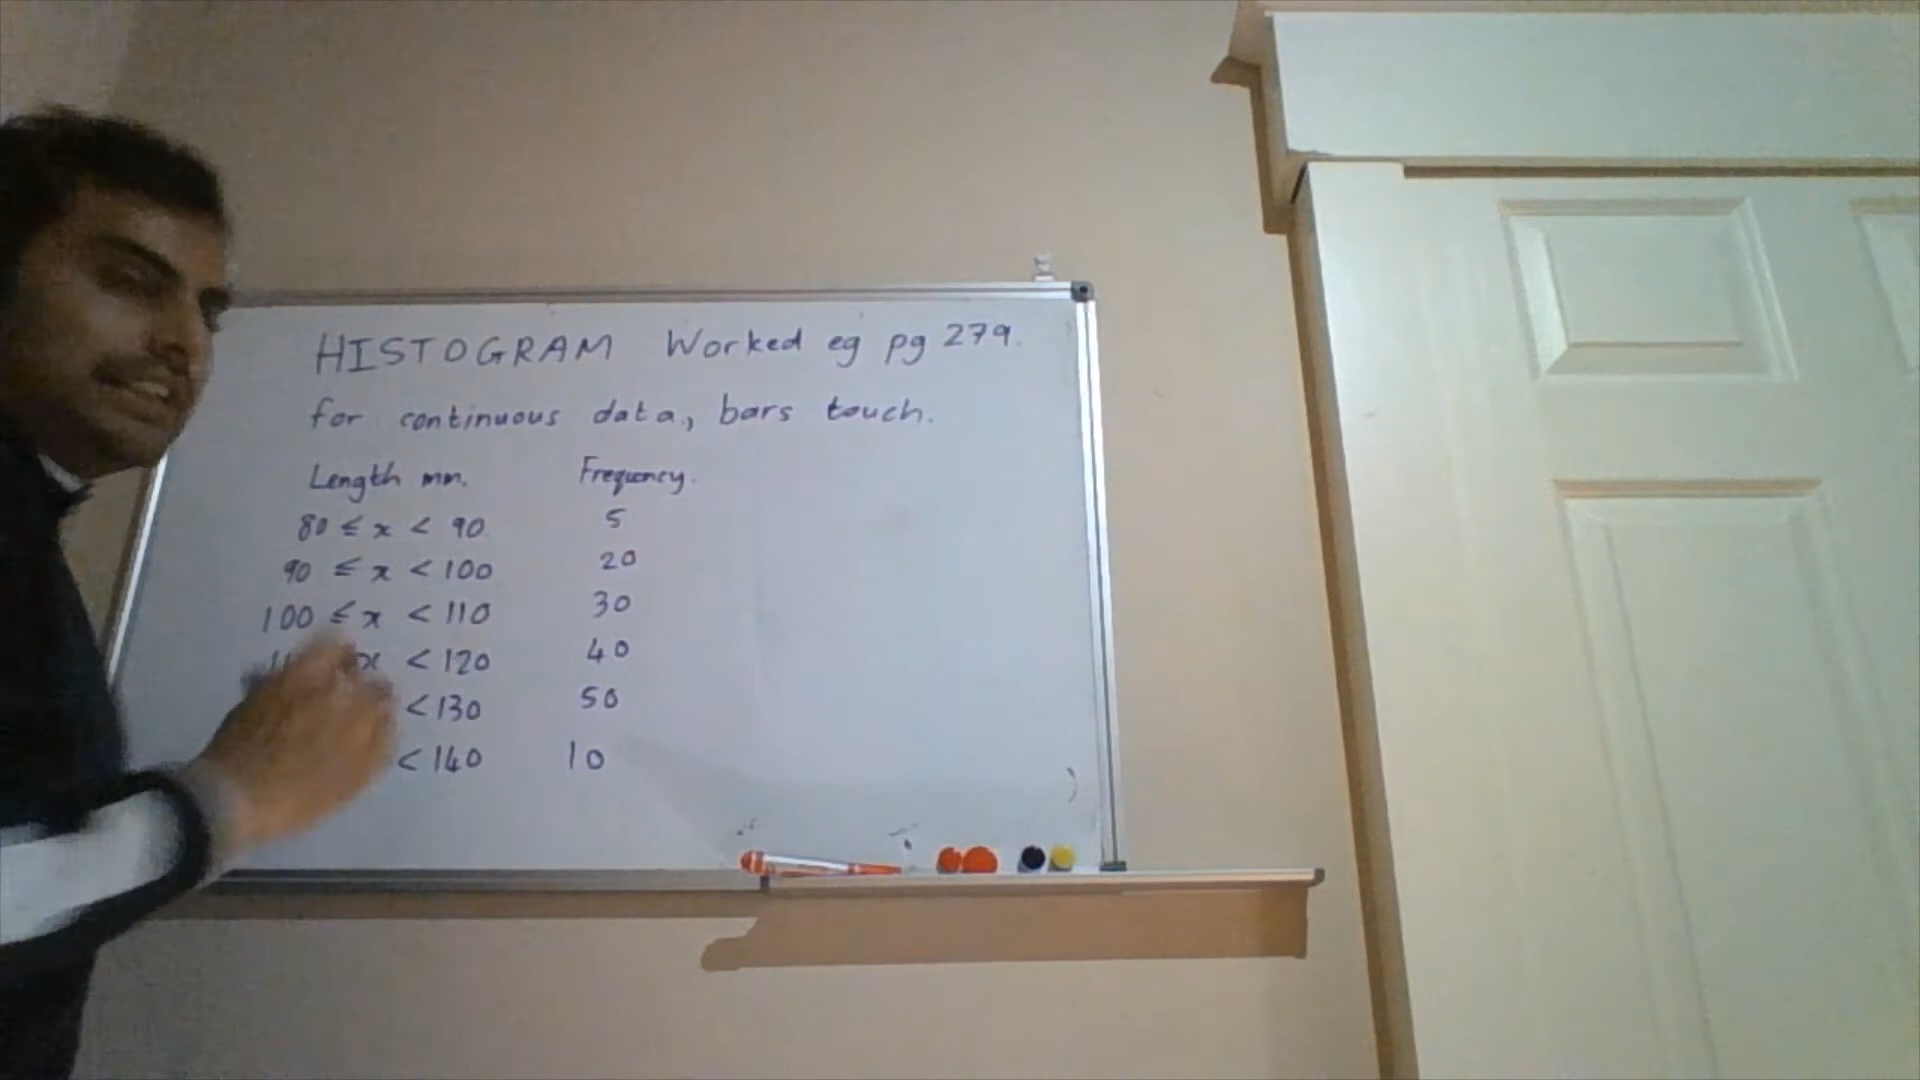 HISTOGRAM Worked eg pg 279.
for continuous data, bars touch.
Length mm. Frequency.
80 ≤ x < 90 5
90 ≤ x < 100 20
100 ≤ x < 110 30
x < 120 40
< 130 50
< 140 10